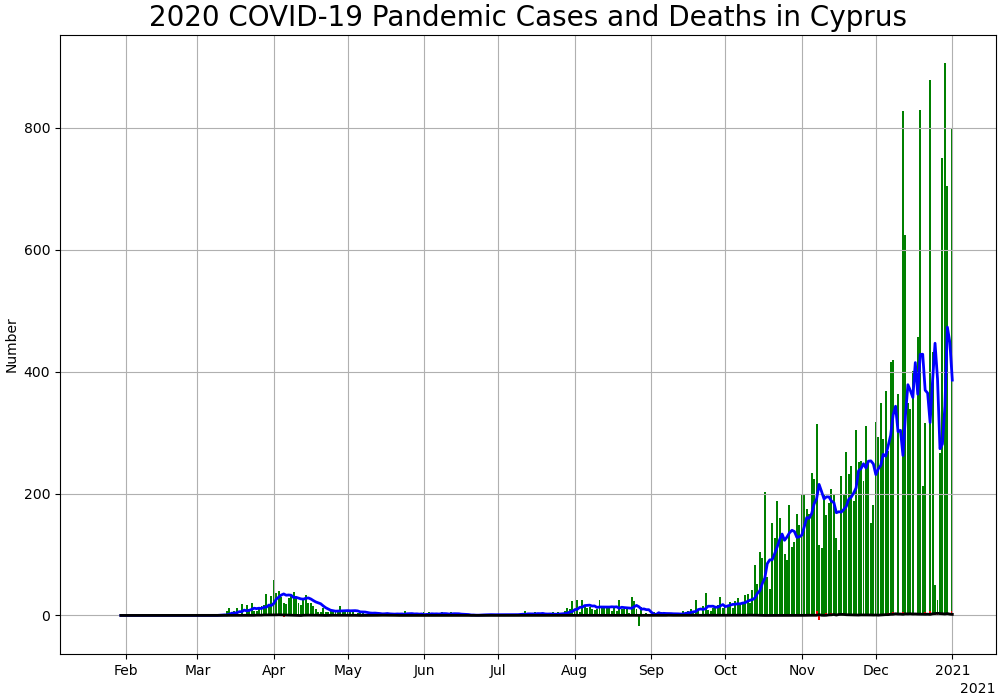 2020 COVID-19 Pandemic Cases and Deaths in Cyprus
Number
800
600
400
200
0
Feb Mar Apr May Jun Jul Aug Sep Oct Nov Dec 2021
2021